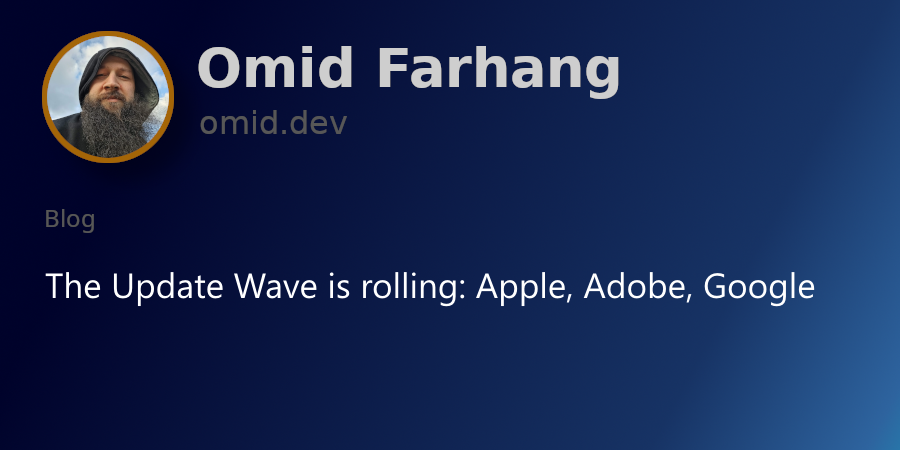 Omid Farhang
omid.dev
Blog
The Update Wave is rolling: Apple, Adobe, Google